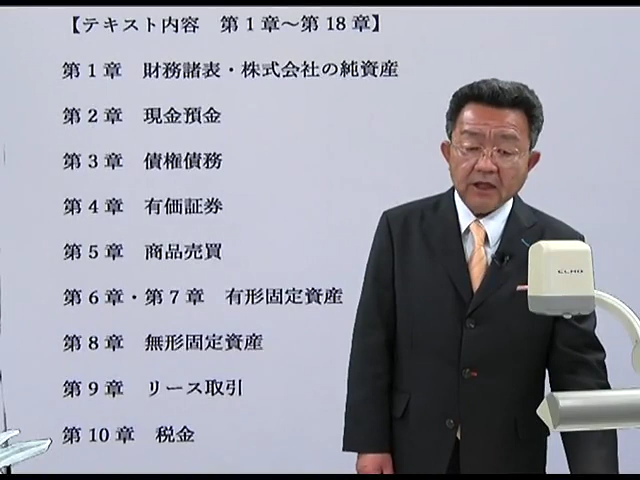 【テキスト内容　第1章～第18章】
第1章　財務諸表・株式会社の純資産
第2章　現金預金
第3章　債権債務
第4章　有価証券
第5章　商品売買
第6章・第7章　有形固定資産
第8章　無形固定資産
第9章　リース取引
第10章　税金
ELMO